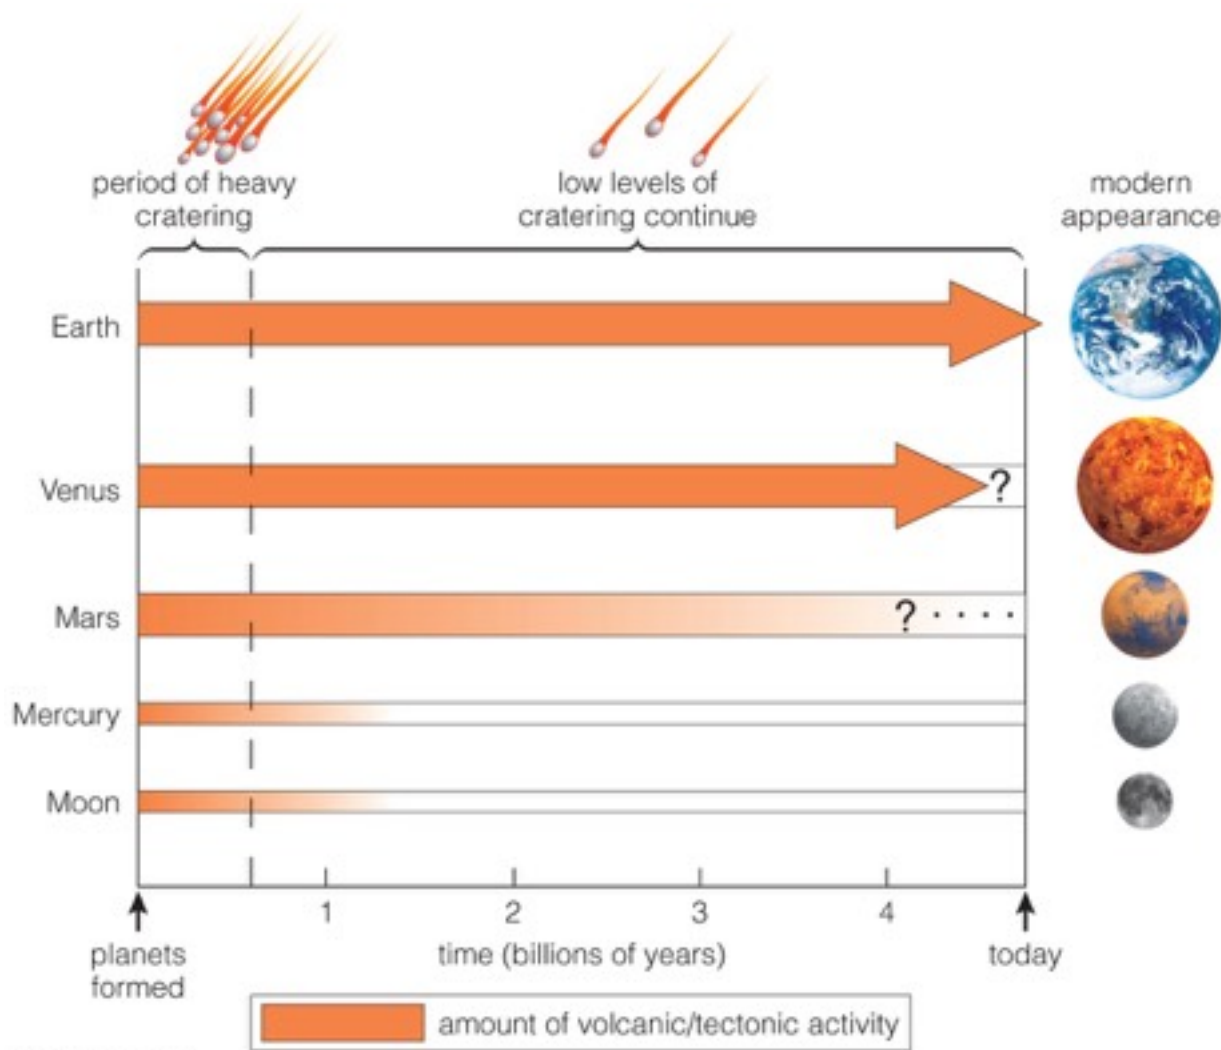 period of heavy
cratering
low levels of
cratering continue
modern
appearance
Earth
Venus
?
Mars
? . . . .
Mercury
Moon
1
2
3
4
planets
formed
time (billions of years)
today
amount of volcanic/tectonic activity